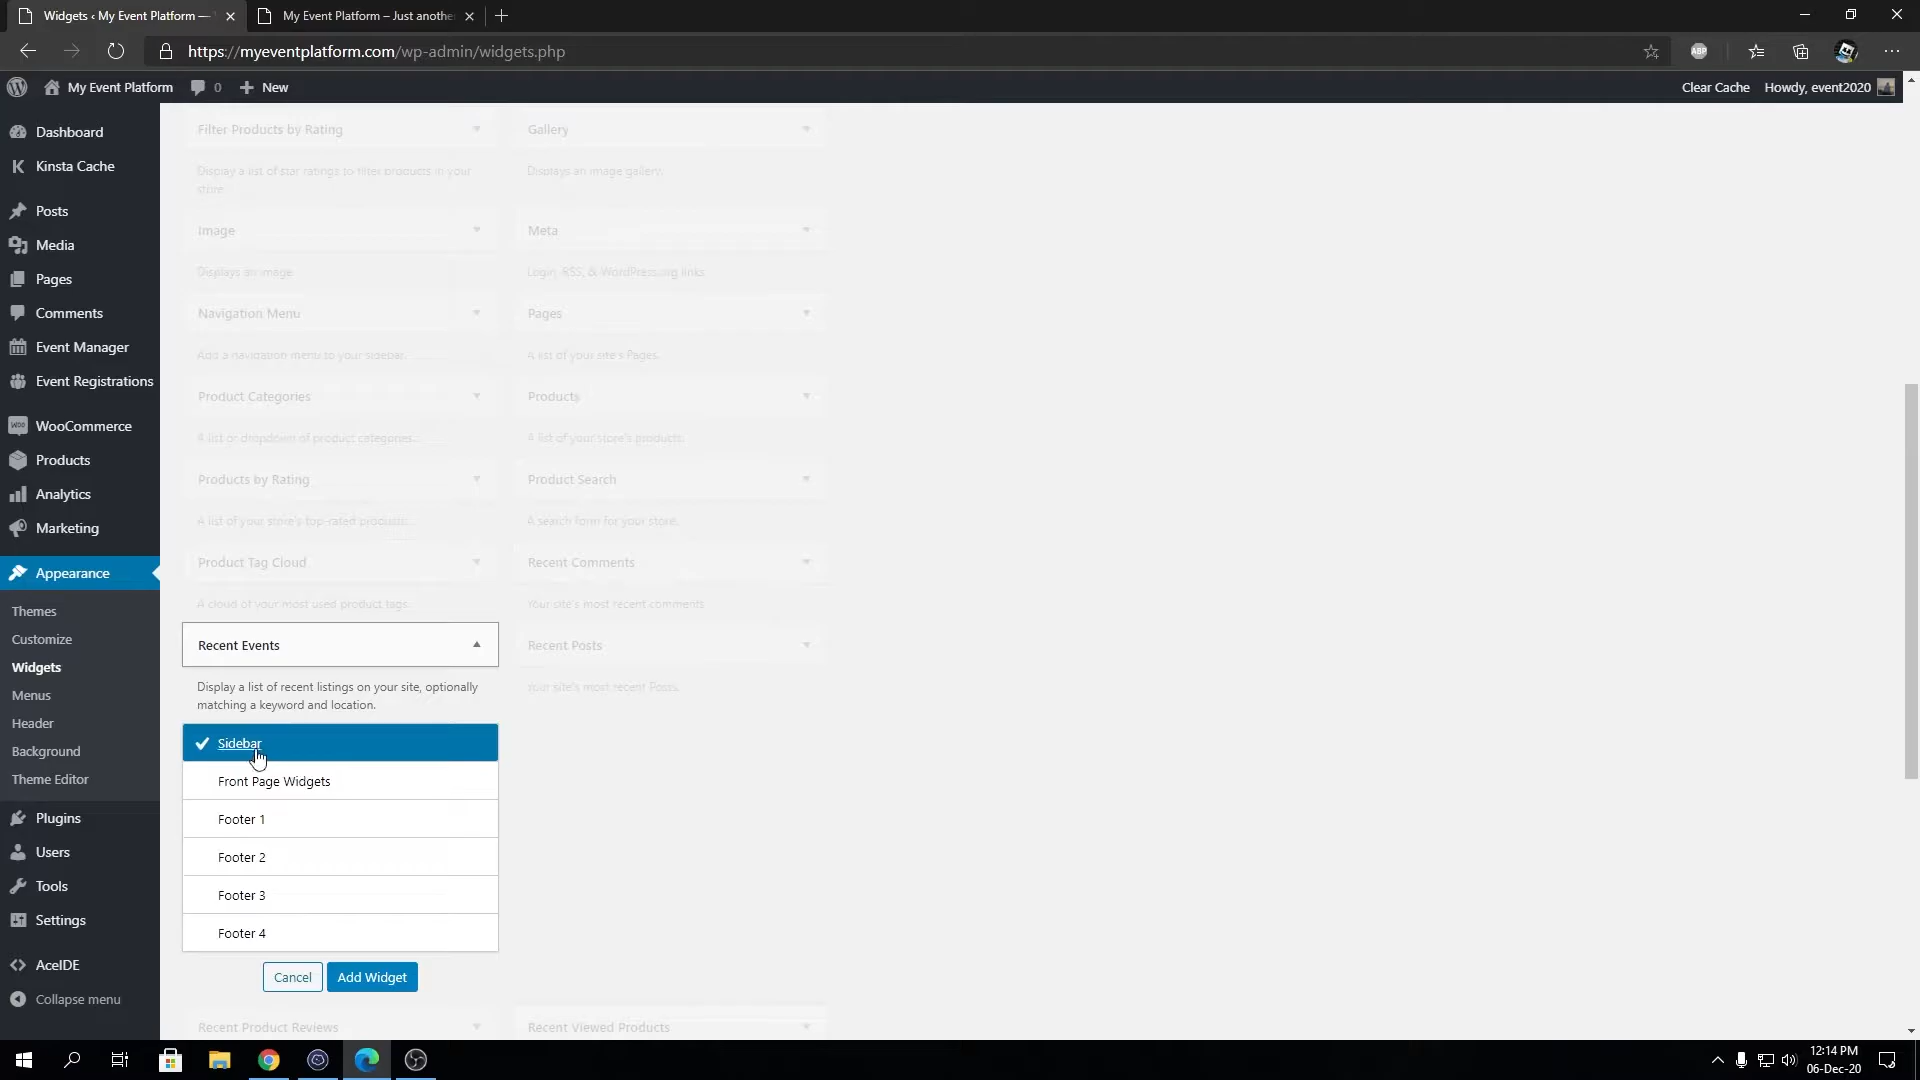 Widgets ‹ My Event Platform —
My Event Platform – Just anothe
https://myeventplatform.com/wp-admin/widgets.php
ABP
My Event Platform
0
New
Clear Cache
Howdy, event2020
Dashboard
Kinsta Cache
Posts
Media
Pages
Comments
Event Manager
Event Registrations
WooCommerce
Products
Analytics
Marketing
Appearance
Themes
Customize
Widgets
Menus
Header
Background
Theme Editor
Plugins
Users
Tools
Settings
AceIDE
Collapse menu
Filter Products by Rating
Display a list of star ratings to filter products in your
store.
Gallery
Displays an image gallery.
Image
Displays an image.
Meta
Login, RSS, & WordPress.org links.
Navigation Menu
Add a navigation menu to your sidebar.
Pages
A list of your site's Pages.
Product Categories
A list or dropdown of product categories.
Products
A list of your store's products.
Products by Rating
A list of your store's top-rated products.
Product Search
A search form for your store.
Product Tag Cloud
A cloud of your most used product tags.
Recent Comments
Your site's most recent comments.
Recent Events
Display a list of recent listings on your site, optionally
matching a keyword and location.
Recent Posts
Your site's most recent Posts.
Sidebar
Front Page Widgets
Footer 1
Footer 2
Footer 3
Footer 4
Cancel
Add Widget
Recent Product Reviews
Recent Viewed Products
12:14 PM
06-Dec-20